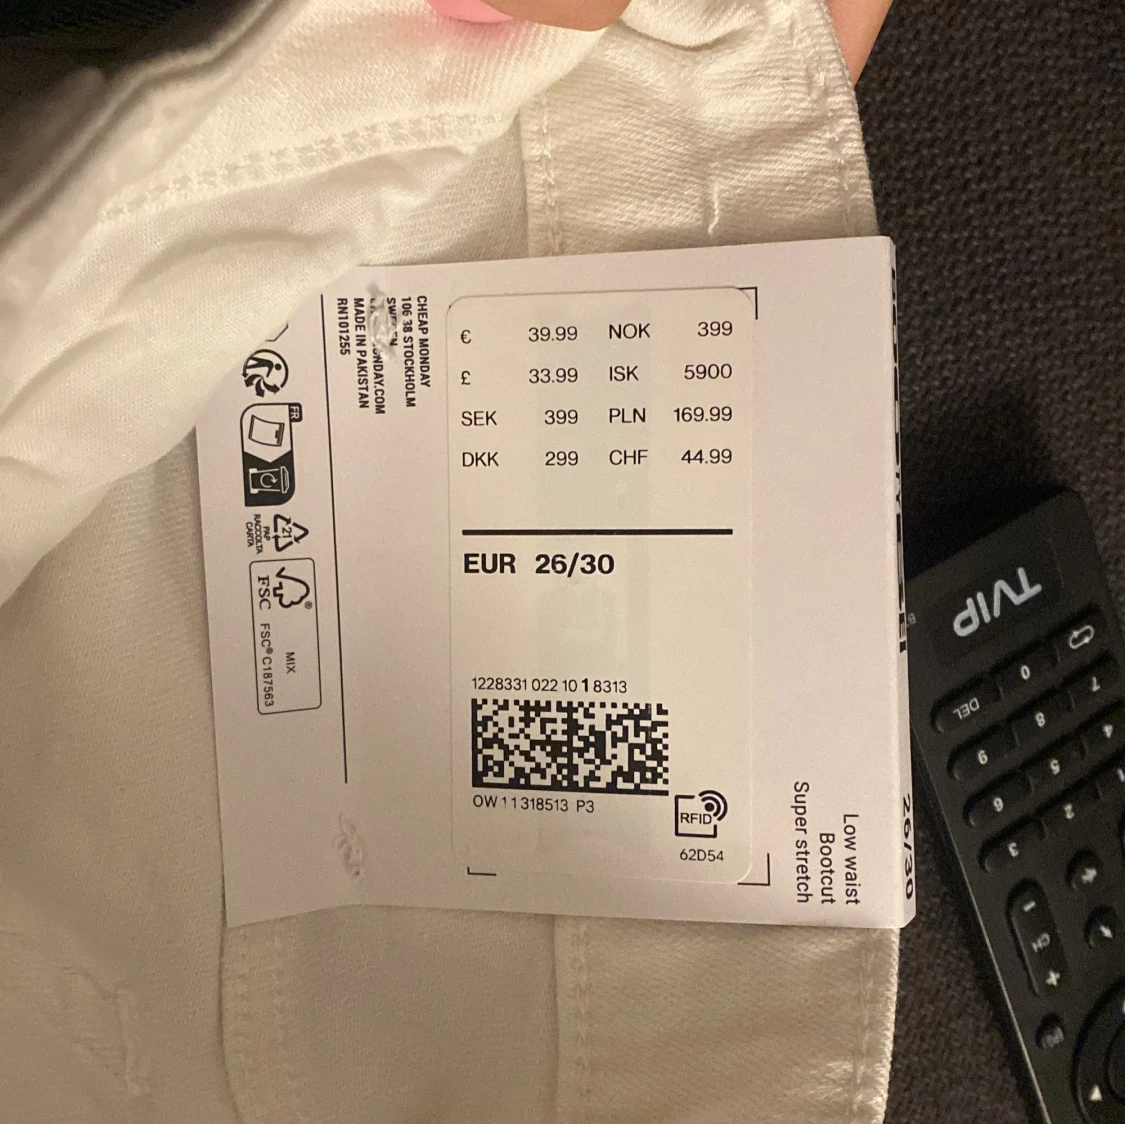 € 39.99 NOK 399
£ 33.99 ISK 5900
SEK 399 PLN 169.99
DKK 299 CHF 44.99
EUR 26/30
1228331 022 10 1 8313
OW 1 1 318513 P3
RFID
62D54
Low waist
Bootcut
Super stretch
26/30
CHEAP MONDAY
106 38 STOCKHOLM
MADE IN PAKISTAN
RN101255
FR
21
PAP
RACCOLTA
CARTA
FSC
MIX
FSC® C187563
TVIP
0
DEL
7
8
9
4
5
6
2
3
CH
+